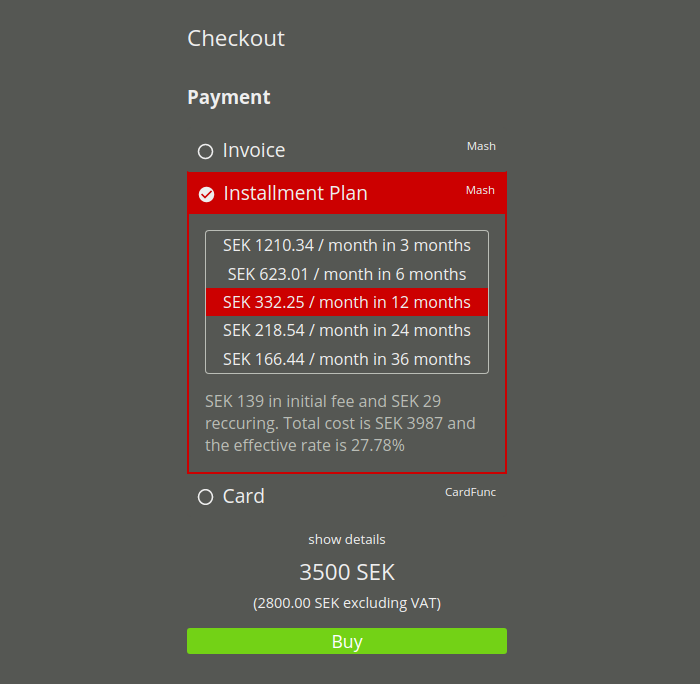 Checkout
Payment
Invoice Mash
Installment Plan Mash
SEK 1210.34 / month in 3 months
SEK 623.01 / month in 6 months
SEK 332.25 / month in 12 months
SEK 218.54 / month in 24 months
SEK 166.44 / month in 36 months
SEK 139 in initial fee and SEK 29
reccuring. Total cost is SEK 3987 and
the effective rate is 27.78%
Card CardFunc
show details
3500 SEK
(2800.00 SEK excluding VAT)
Buy